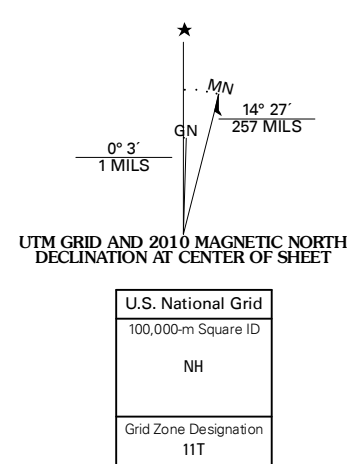 ★
MN
14° 27´
257 MILS
GN
0° 3´
1 MILS
UTM GRID AND 2010 MAGNETIC NORTH
DECLINATION AT CENTER OF SHEET
U.S. National Grid
100,000-m Square ID
NH
Grid Zone Designation
11T